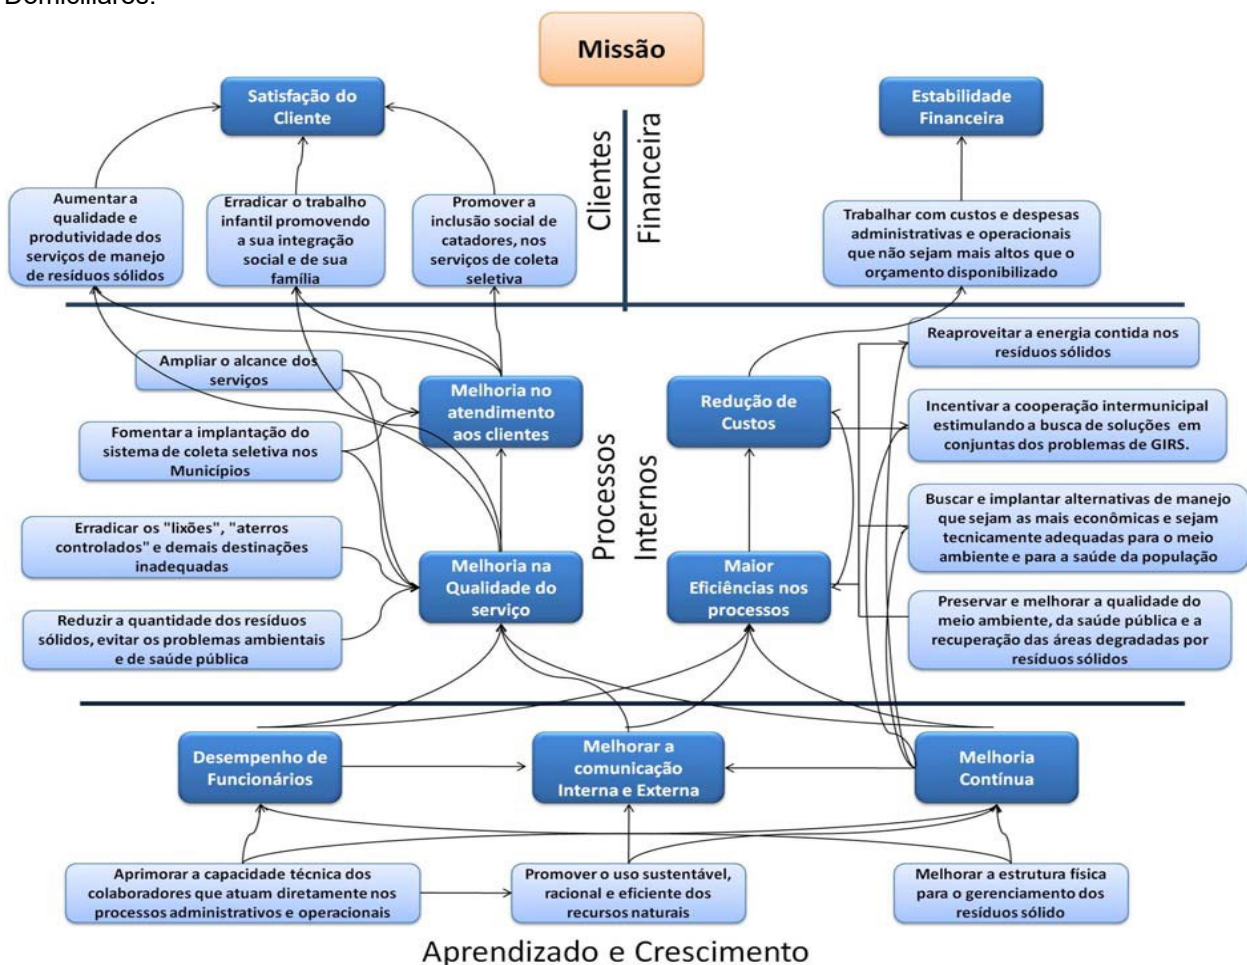 Domiciliares.
Missão
Satisfação do
Cliente
Estabilidade
Financeira
Clientes
Financeira
Aumentar a
qualidade e
produtividade dos
serviços de manejo
de resíduos sólidos
Erradicar o trabalho
infantil promovendo
a sua integração
social e de sua
família
Promover a
inclusão social de
catadores, nos
serviços de coleta
seletiva
Trabalhar com custos e despesas
administrativas e operacionais
que não sejam mais altos que o
orçamento disponibilizado
Ampliar o alcance dos
serviços
Melhoria no
atendimento
aos clientes
Redução de
Custos
Reaproveitar a energia contida nos
resíduos sólidos
Fomentar a implantação do
sistema de coleta seletiva nos
Municípios
Incentivar a cooperação intermunicipal
estimulando a busca de soluções em
conjuntas dos problemas de GIRS.
Processos
Internos
Erradicar os "lixões", "aterros
controlados" e demais destinações
inadequadas
Buscar e implantar alternativas de manejo
que sejam as mais econômicas e sejam
tecnicamente adequadas para o meio
ambiente e para a saúde da população
Melhoria na
Qualidade do
serviço
Maior
Eficiências nos
processos
Reduzir a quantidade dos resíduos
sólidos, evitar os problemas ambientais
e de saúde pública
Preservar e melhorar a qualidade do
meio ambiente, da saúde pública e a
recuperação das áreas degradadas por
resíduos sólidos
Desempenho de
Funcionários
Melhorar a
comunicação
Interna e Externa
Melhoria
Contínua
Aprimorar a capacidade técnica dos
colaboradores que atuam diretamente nos
processos administrativos e operacionais
Promover o uso sustentável,
racional e eficiente dos
recursos naturais
Melhorar a estrutura física
para o gerenciamento dos
resíduos sólido
Aprendizado e Crescimento